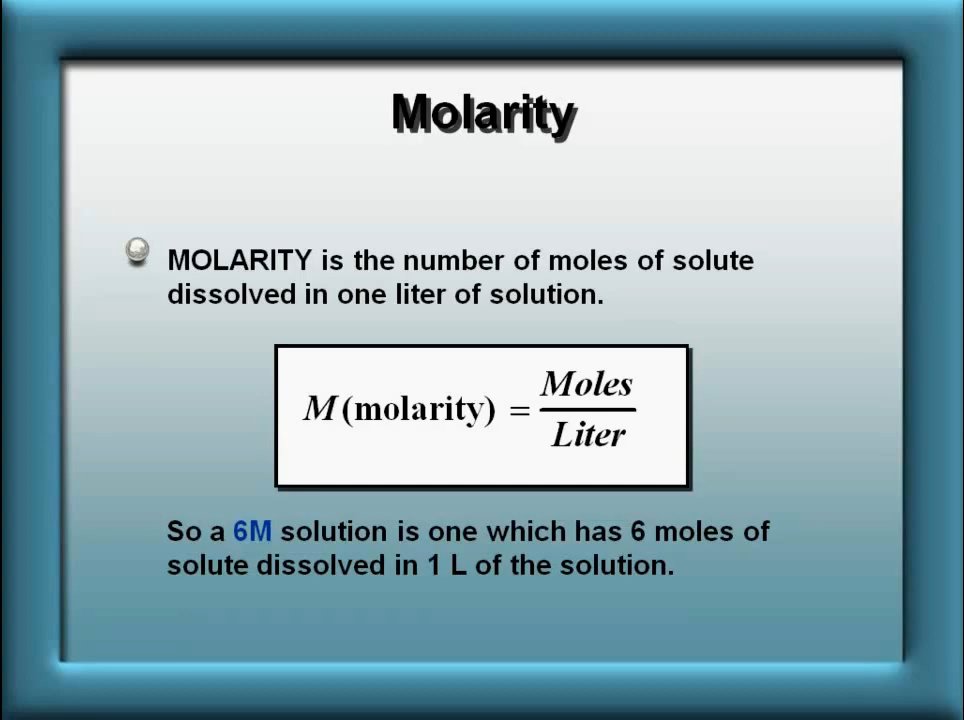 Molarity
MOLARITY is the number of moles of solute
dissolved in one liter of solution.
M (molarity) = Moles / Liter
So a 6M solution is one which has 6 moles of
solute dissolved in 1 L of the solution.